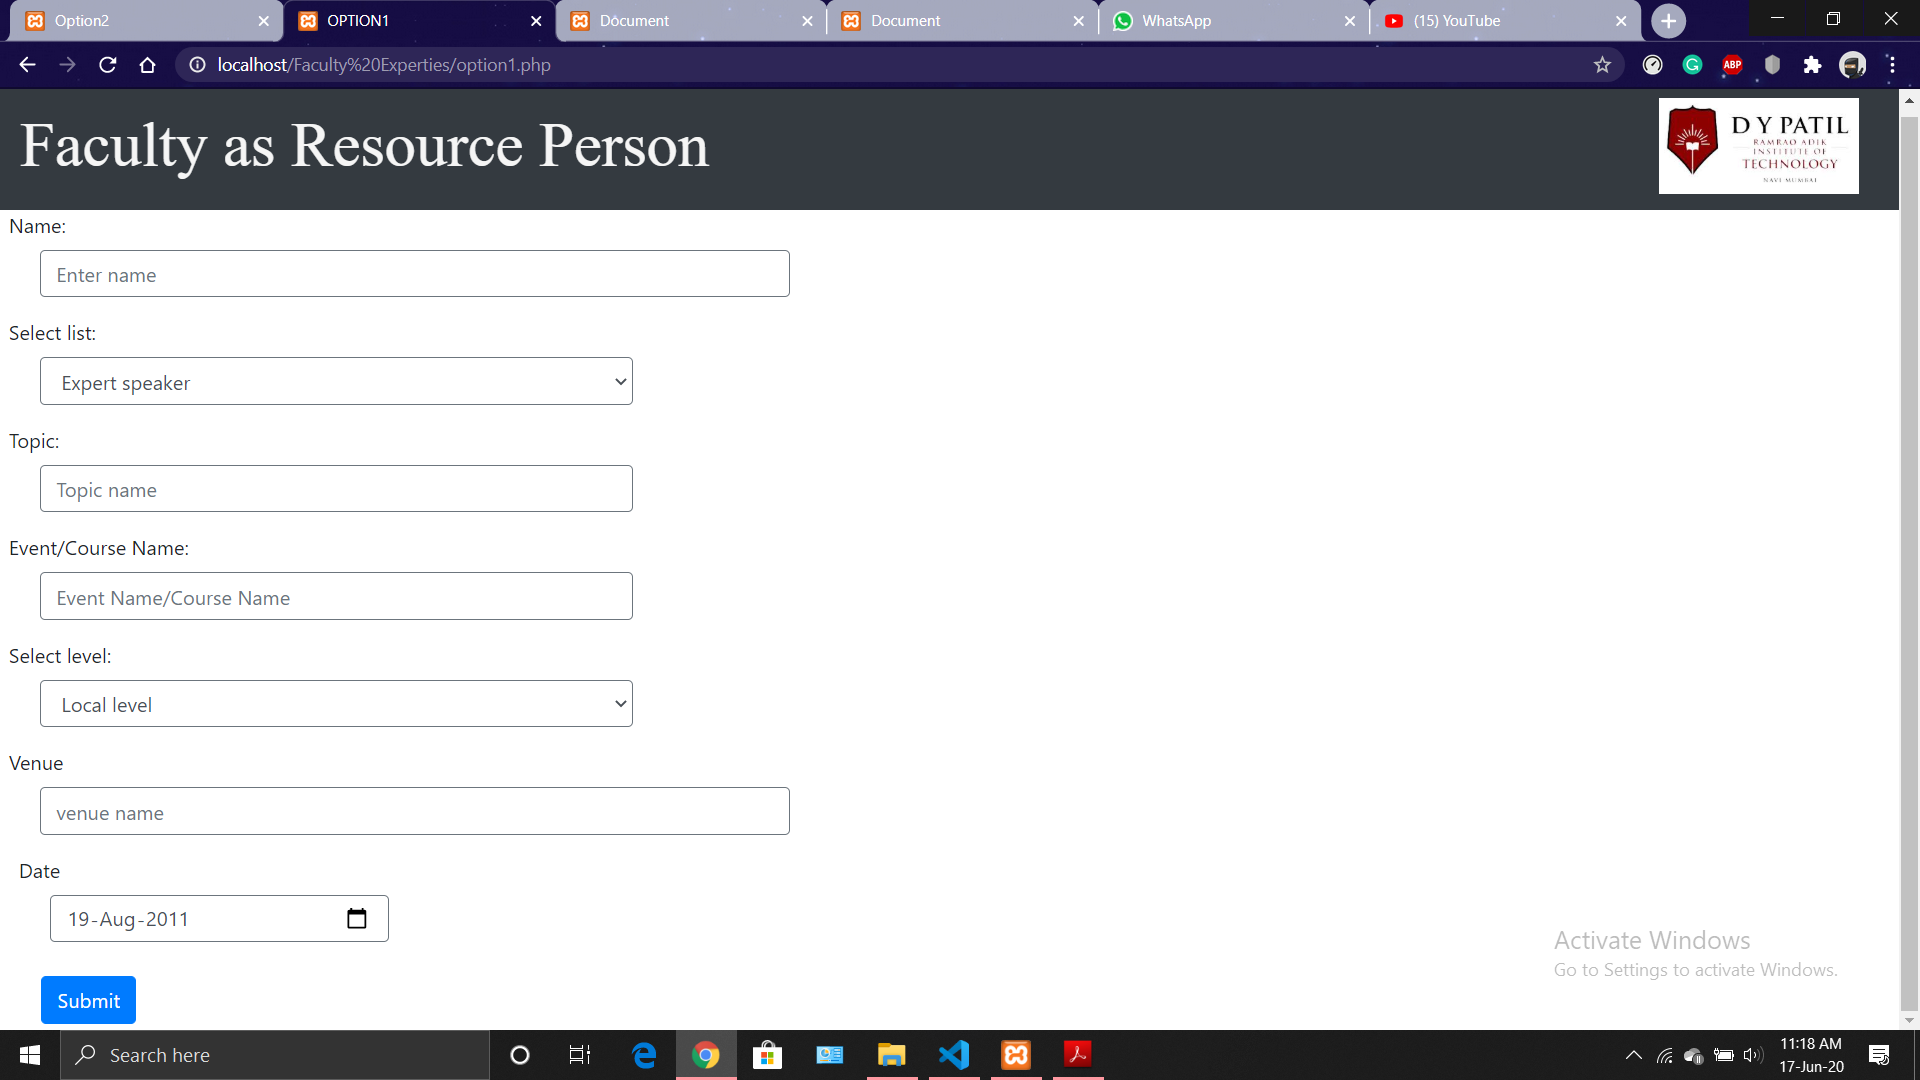 Option2
OPTION1
Document
Document
WhatsApp
(15) YouTube
localhost/Faculty%20Experties/option1.php
ABP
Faculty as Resource Person
D Y PATIL
RAMRAO ADIK
INSTITUTE OF
TECHNOLOGY
NAVI MUMBAI
Name:
Enter name
Select list:
Expert speaker
Topic:
Topic name
Event/Course Name:
Event Name/Course Name
Select level:
Local level
Venue
venue name
Date
19-Aug-2011
Submit
Activate Windows
Go to Settings to activate Windows.
Search here
11:18 AM
17-Jun-20